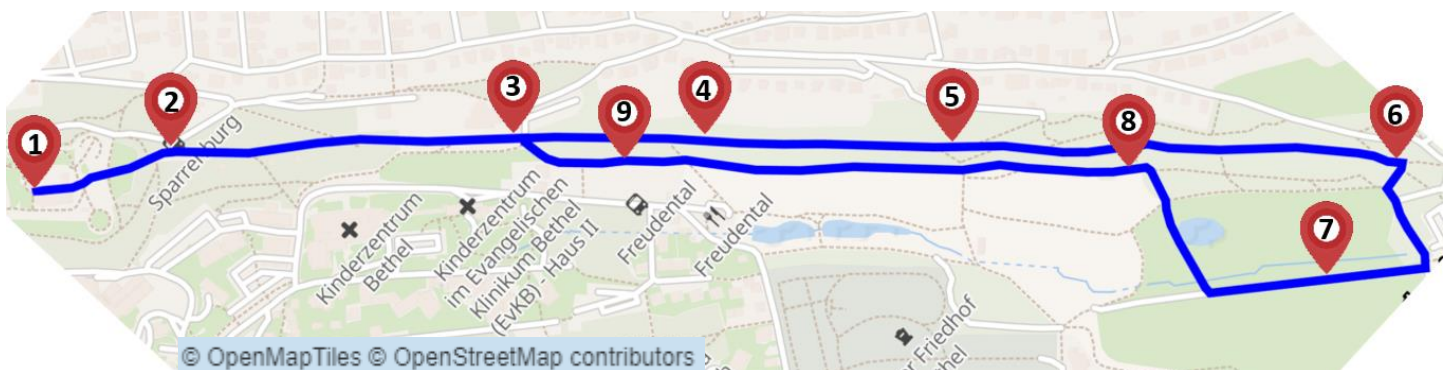 1
2
3
4
5
6
7
8
9
Sparrenburg
Kinderzentrum
Bethel
Kinderzentrum
im Evangelischen
Klinikum Bethel
(EvKB) - Haus II
Freudental
Freudental
Friedhof
© OpenMapTiles © OpenStreetMap contributors